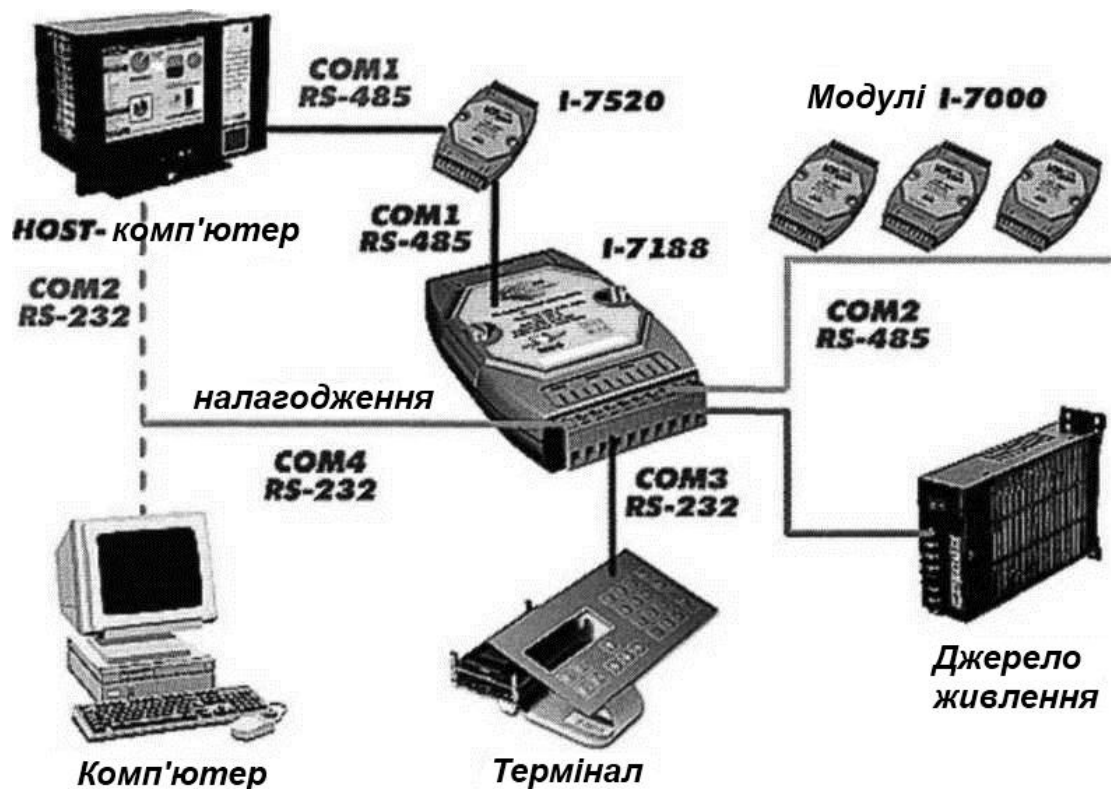 COM1
RS-485
I-7520
Модулі I-7000
HOST- комп'ютер
COM1
RS-485
I-7188
COM2
RS-232
COM2
RS-485
налагодження
COM4
RS-232
COM3
RS-232
Джерело
живлення
Комп'ютер
Термінал